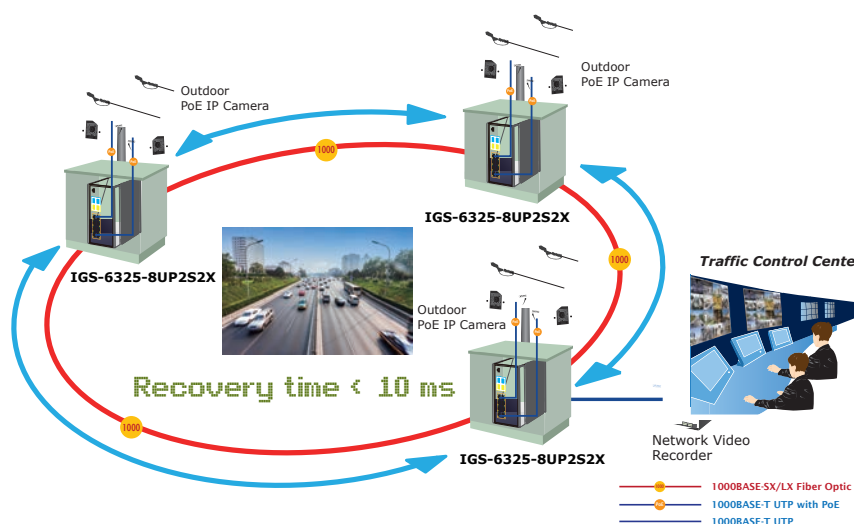 Outdoor
PoE IP Camera
Outdoor
PoE IP Camera
1000
IGS-6325-8UP2S2X
IGS-6325-8UP2S2X
1000
Traffic Control Cente
Outdoor
PoE IP Camera
Recovery time < 10 ms
1000
Network Video
Recorder
IGS-6325-8UP2S2X
1000BASE-SX/LX Fiber Optic
1000BASE-T UTP with PoE
1000BASE-T UTP